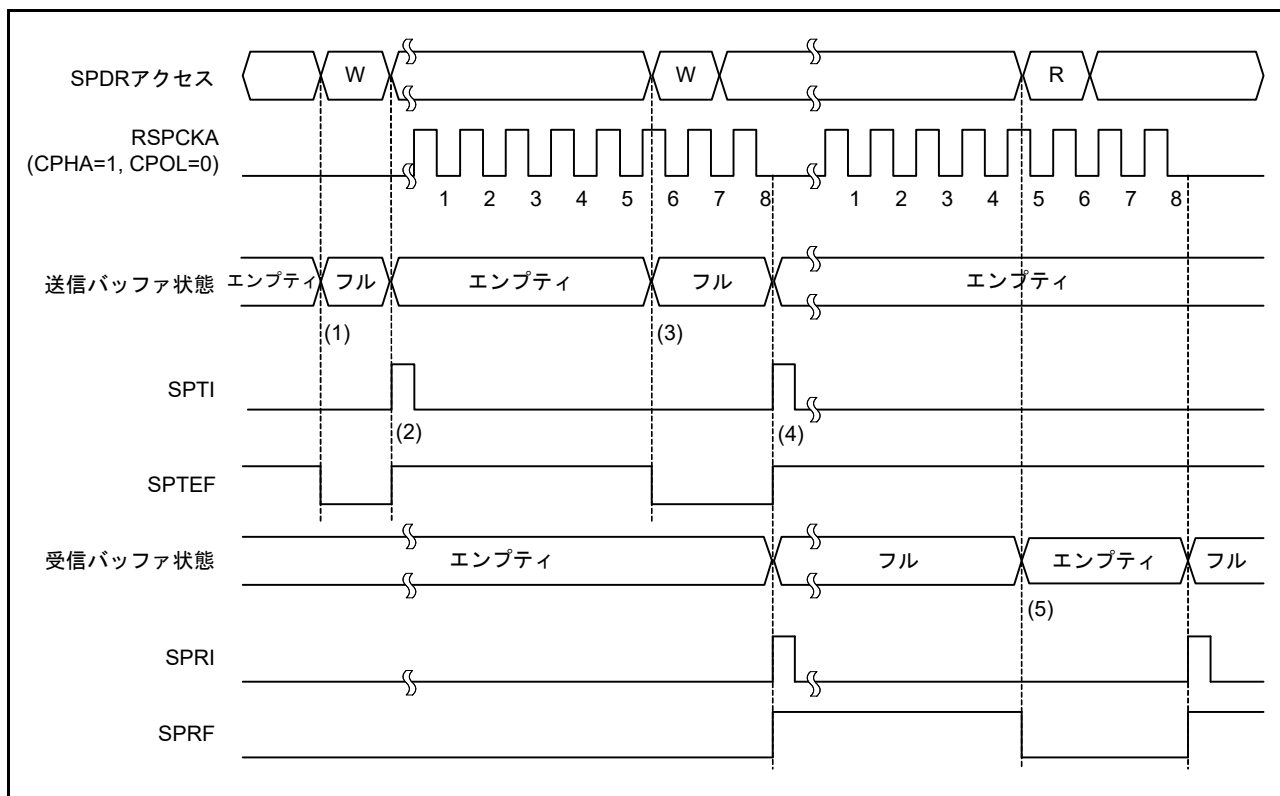 SPDRアクセス W W R
RSPCKA
(CPHA=1, CPOL=0)
1 2 3 4 5 6 7 8 1 2 3 4 5 6 7 8
送信バッファ状態 エンプティ フル エンプティ フル エンプティ
(1) (3)
SPTI
(2) (4)
SPTEF
受信バッファ状態 エンプティ フル エンプティ フル
(5)
SPRI
SPRF